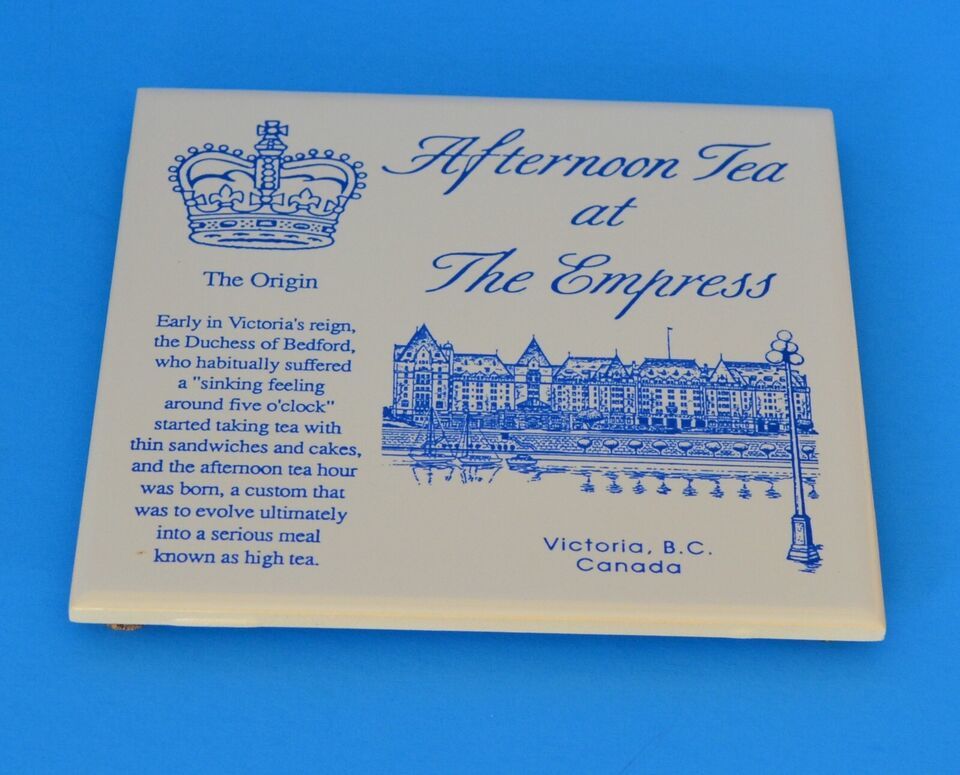 Afternoon Tea
at
The Empress
The Origin
Early in Victoria's reign,
the Duchess of Bedford,
who habitually suffered
a "sinking feeling
around five o'clock"
started taking tea with
thin sandwiches and cakes,
and the afternoon tea hour
was born, a custom that
was to evolve ultimately
into a serious meal
known as high tea.
Victoria, B.C.
Canada